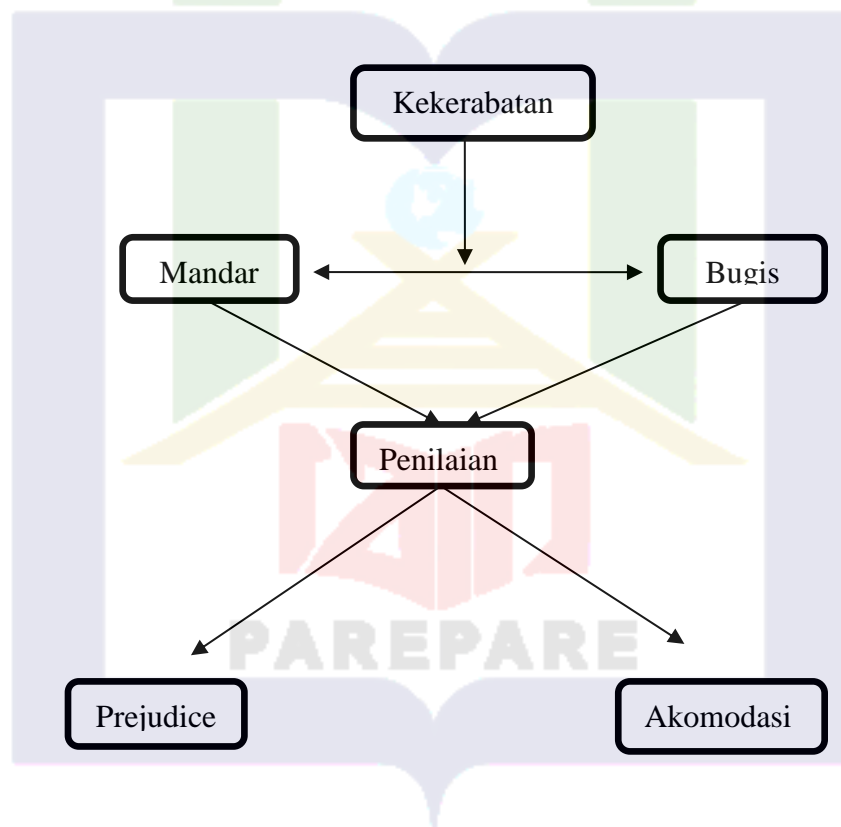 Kekerabatan
Mandar
Bugis
Penilaian
PAREPARE
Prejudice
Akomodasi